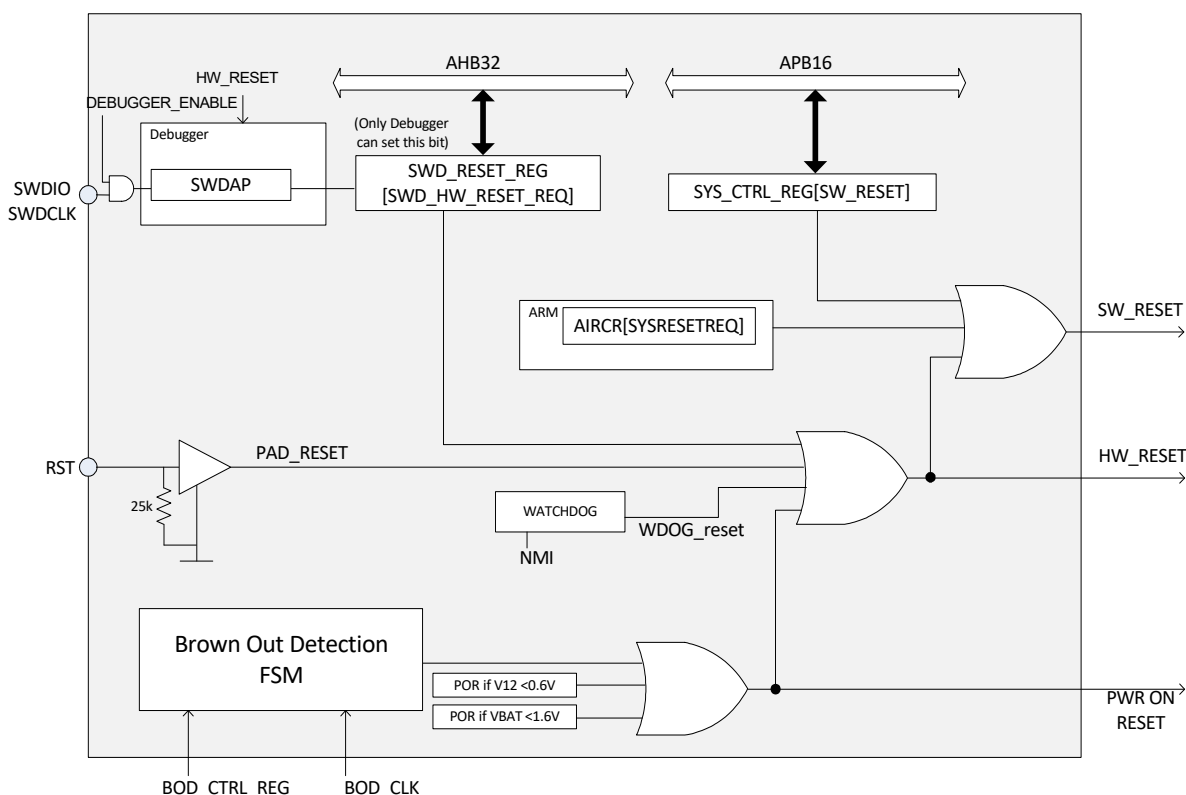 AHB32
APB16
HW_RESET
DEBUGGER_ENABLE
Debugger
(Only Debugger
can set this bit)
SWDAP
SWD_RESET_REG
[SWD_HW_RESET_REQ]
SYS_CTRL_REG[SW_RESET]
SWDIO
SWDCLK
ARM
AIRCR[SYSRESETREQ]
SW_RESET
RST
PAD_RESET
HW_RESET
25k
WATCHDOG
WDOG_reset
NMI
Brown Out Detection
FSM
POR if V12 <0.6V
POR if VBAT <1.6V
PWR ON
RESET
BOD_CTRL_REG
BOD_CLK